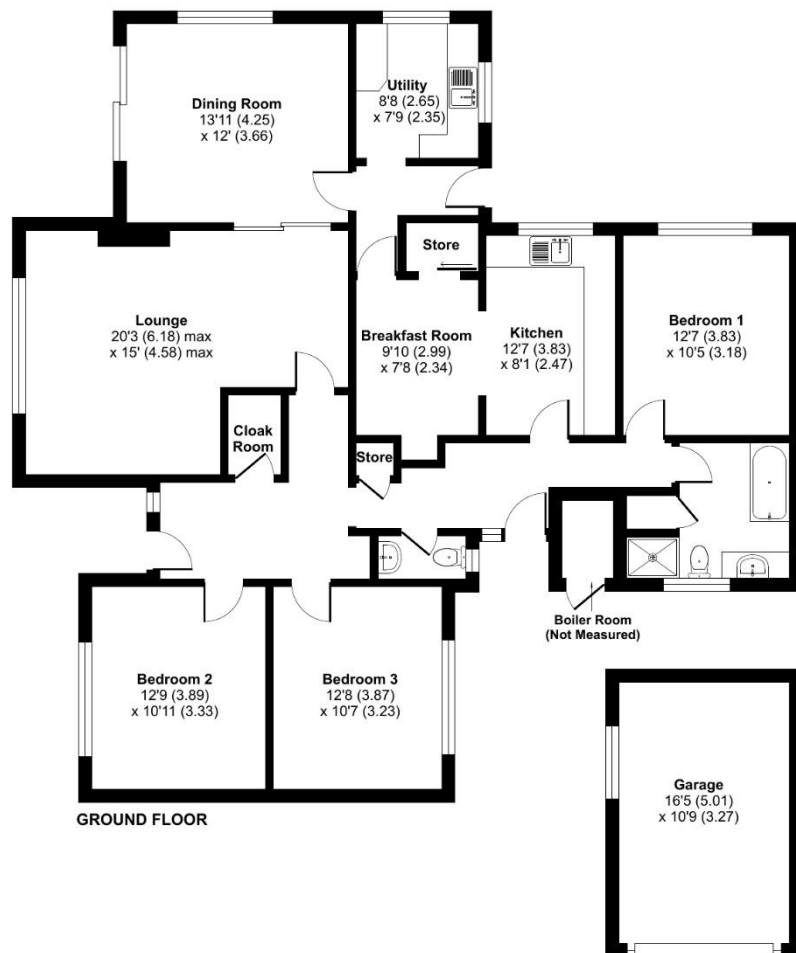 Utility
8'8 (2.65)
x 7'9 (2.35)
Dining Room
13'11 (4.25)
x 12' (3.66)
Store
Lounge
20'3 (6.18) max
x 15' (4.58) max
Breakfast Room
9'10 (2.99)
x 7'8 (2.34)
Kitchen
12'7 (3.83)
x 8'1 (2.47)
Bedroom 1
12'7 (3.83)
x 10'5 (3.18)
Cloak
Room
Store
Boiler Room
(Not Measured)
Bedroom 2
12'9 (3.89)
x 10'11 (3.33)
Bedroom 3
12'8 (3.87)
x 10'7 (3.23)
Garage
16'5 (5.01)
x 10'9 (3.27)
GROUND FLOOR